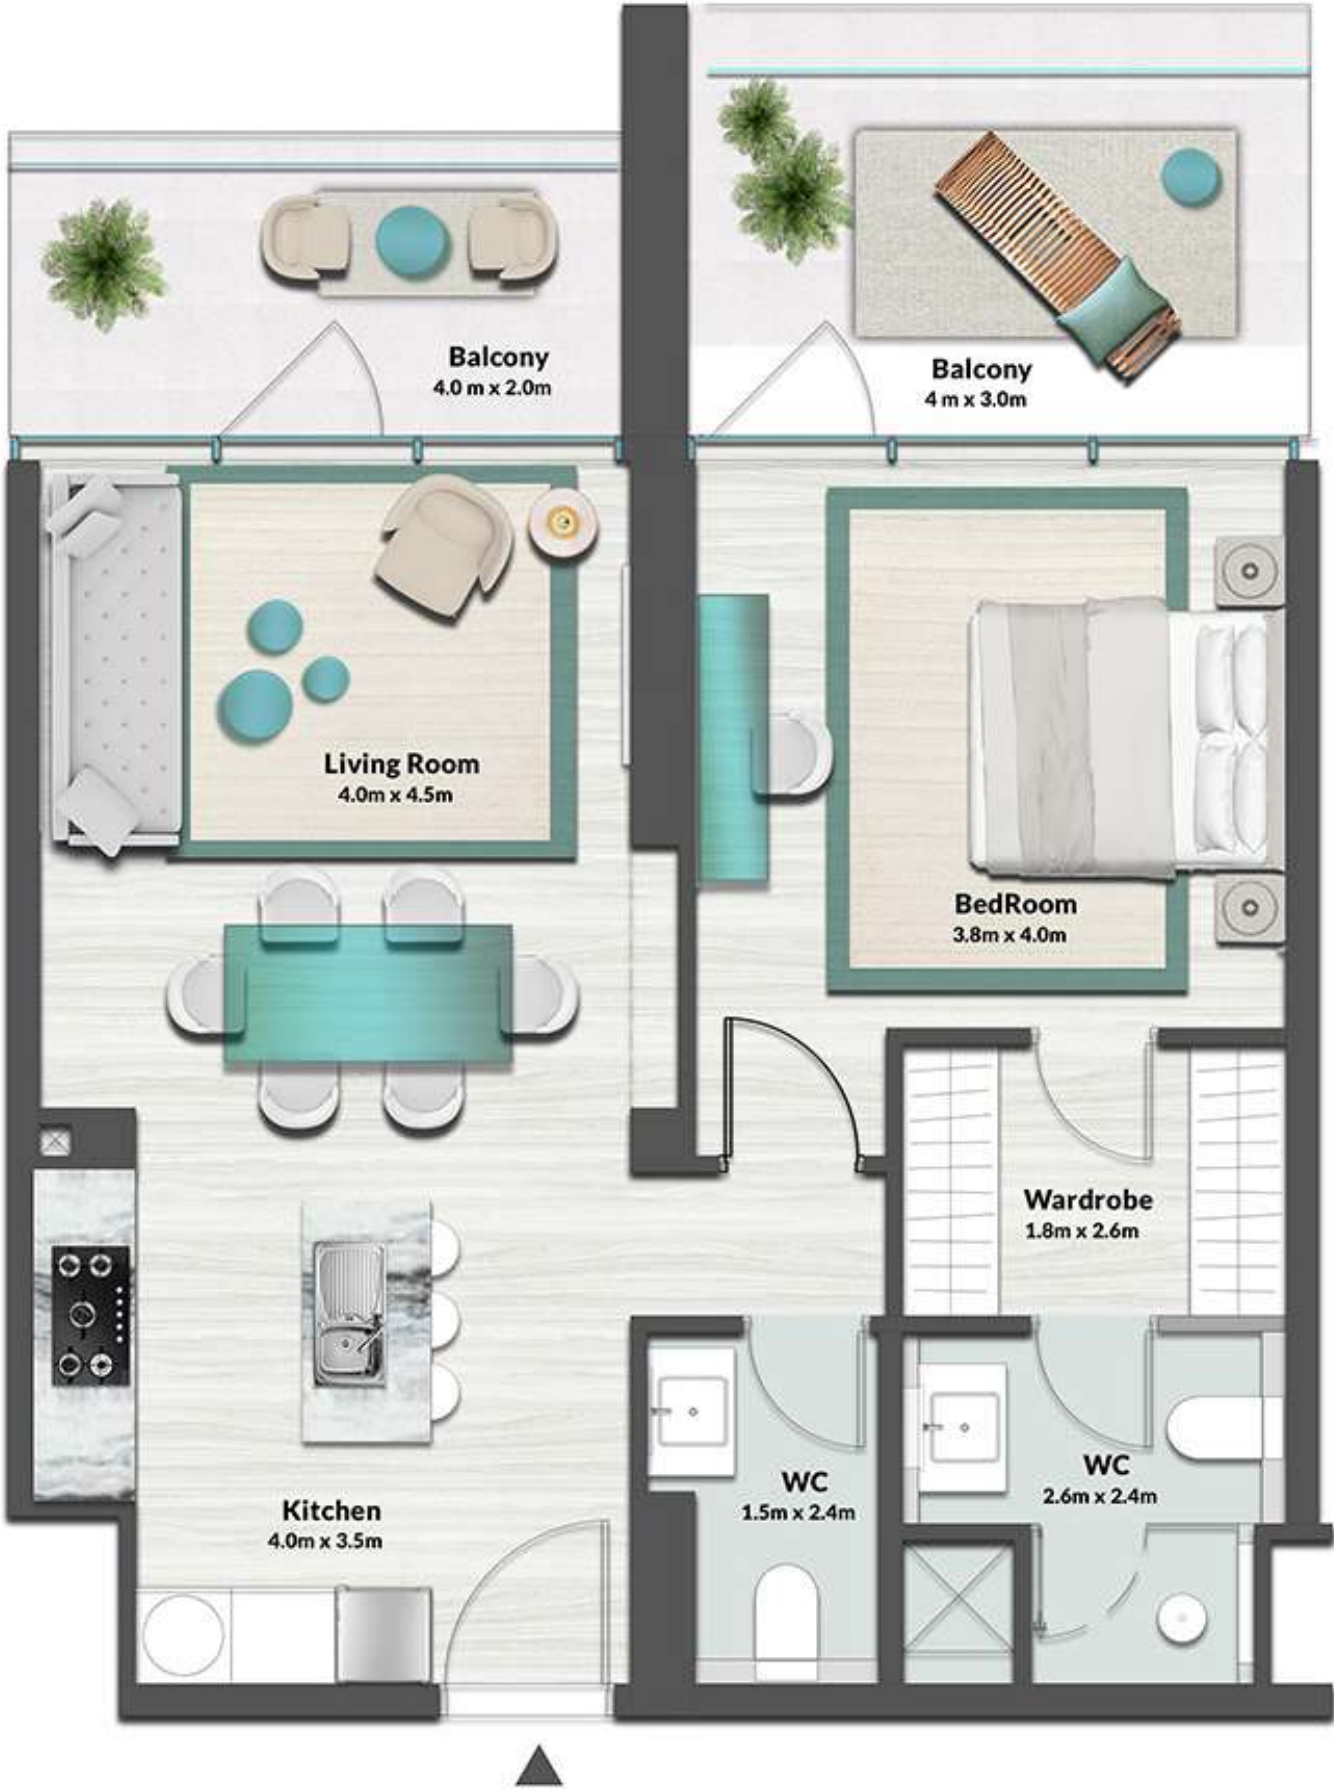 Balcony
4.0 m x 2.0m
Balcony
4 m x 3.0m
Living Room
4.0m x 4.5m
BedRoom
3.8m x 4.0m
Wardrobe
1.8m x 2.6m
WC
1.5m x 2.4m
WC
2.6m x 2.4m
Kitchen
4.0m x 3.5m